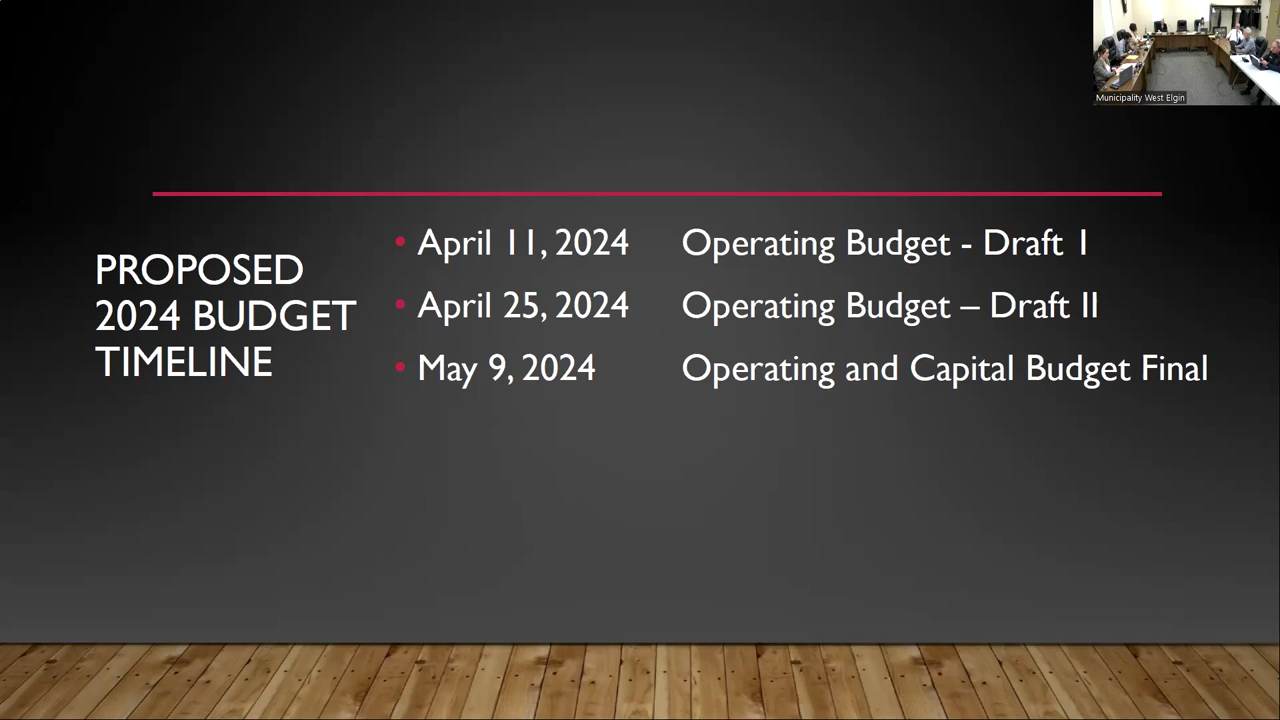 Municipality West Elgin
PROPOSED
2024 BUDGET
TIMELINE
• April 11, 2024 Operating Budget - Draft I
• April 25, 2024 Operating Budget – Draft II
• May 9, 2024 Operating and Capital Budget Final